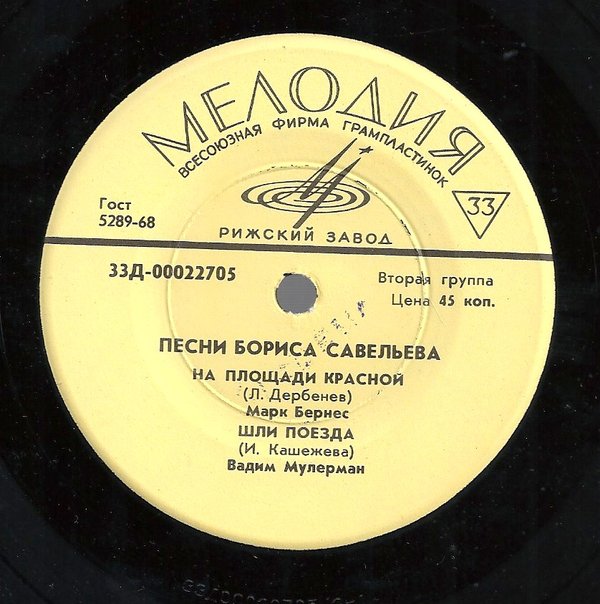 МЕЛОДИЯ
ВСЕСОЮЗНАЯ ФИРМА ГРАМПЛАСТИНОК
Гост
5289-68
33
РИЖСКИЙ ЗАВОД
33Д-00022705
Вторая группа
Цена 45 коп.
ПЕСНИ БОРИСА САВЕЛЬЕВА
НА ПЛОЩАДИ КРАСНОЙ
(Л. Дербенев)
Марк Бернес
ШЛИ ПОЕЗДА
(И. Кашежева)
Вадим Мулерман